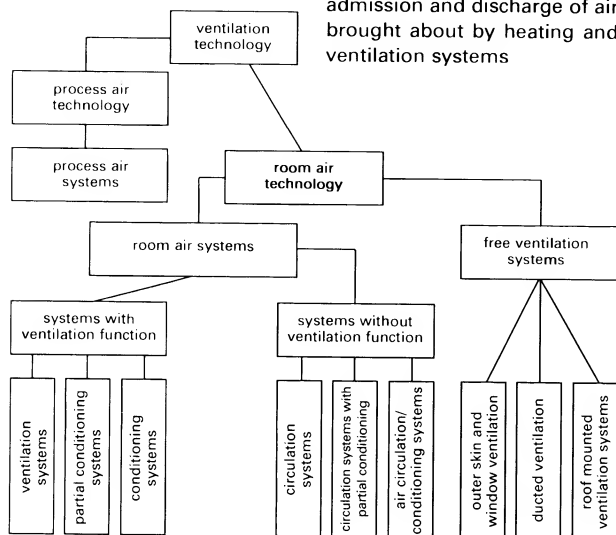 admission and discharge of air
brought about by heating and
ventilation systems
ventilation
technology
process air
technology
process air
systems
room air
technology
room air systems
free ventilation
systems
systems with
ventilation function
systems without
ventilation function
ventilation
systems
partial conditioning
systems
conditioning
systems
circulation
systems
circulation systems with
partial conditioning
air circulation/
conditioning systems
outer skin and
window ventilation
ducted ventilation
roof mounted
ventilation systems